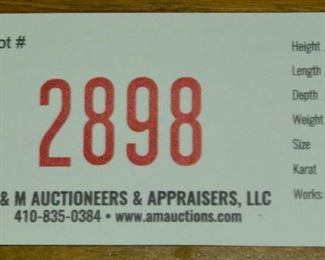 ot #
2898
& M AUCTIONEERS & APPRAISERS, LLC
410-835-0384 • www.amauctions.com
Height
Length
Depth
Weight
Size
Karat
Works: